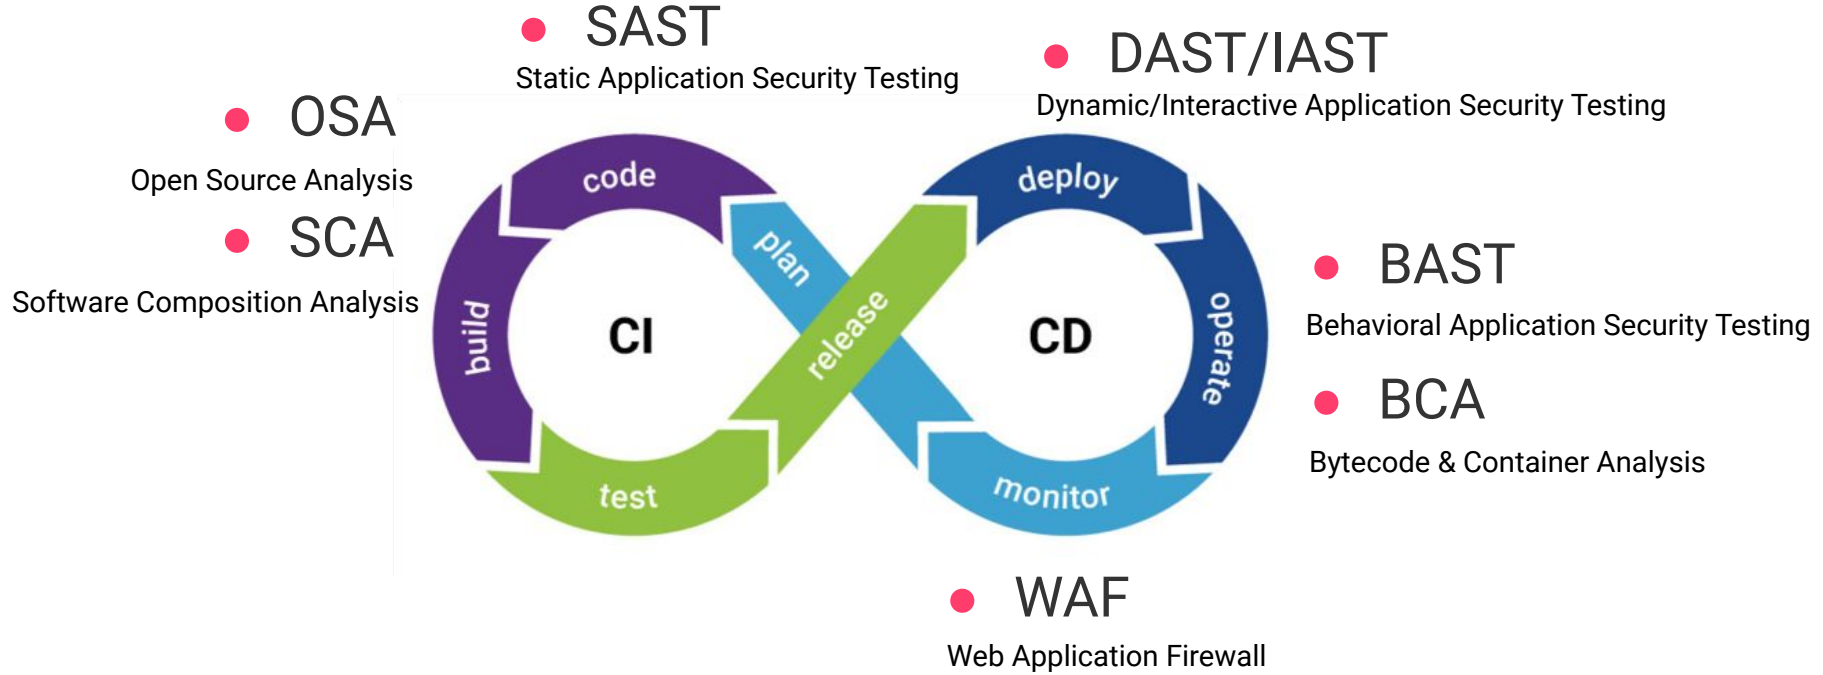 SAST
Static Application Security Testing
DAST/IAST
Dynamic/Interactive Application Security Testing
OSA
Open Source Analysis
SCA
Software Composition Analysis
code
plan
build
CI
test
release
deploy
CD
operate
monitor
BAST
Behavioral Application Security Testing
BCA
Bytecode & Container Analysis
WAF
Web Application Firewall